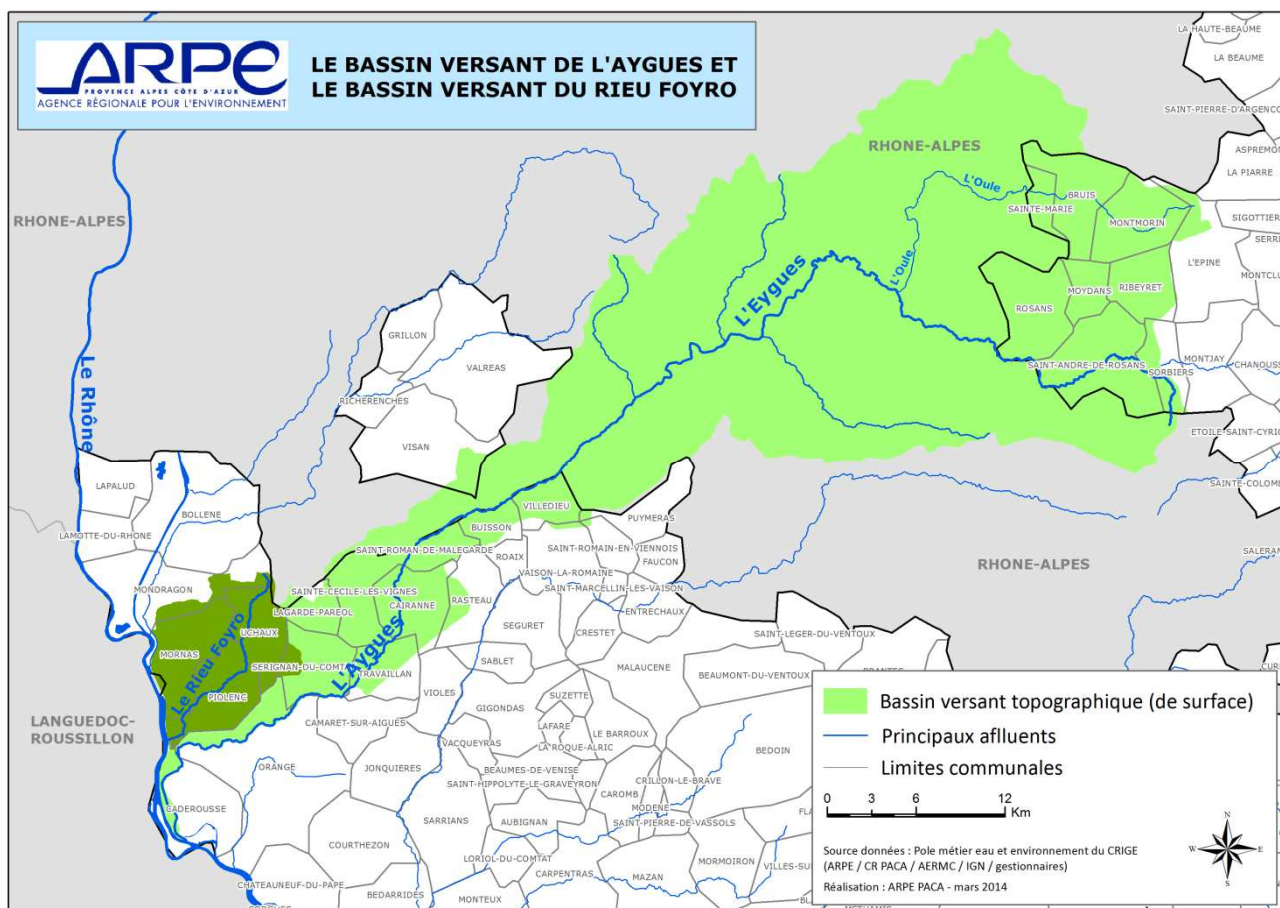 ARPE
PROVENCE ALPES CÔTE D'AZUR
AGENCE RÉGIONALE POUR L'ENVIRONNEMENT
LE BASSIN VERSANT DE L'AYGUES ET
LE BASSIN VERSANT DU RIEU FOYRO
LA HAUTE-BEAUME
LA BEAUME
SAINT-PIERRE-D'ARGENCO
ASPREMON
LA PIARRE
RHONE-ALPES
L'Oule
BRUIS
SAINTE-MARIE
MONTMORIN
SIGOTTIER
SERRE
RHONE-ALPES
L'EPINE
MONTCLU
L'Oule
MOYDANS
RIBEYRET
ROSANS
L'Eygues
GRILLON
VALREAS
SAINT-ANDRE-DE-ROSANS
SORBIERS
MONTJAY
CHANOUSS
Le Rhône
RICHERENCHES
VISAN
ETOILE-SAINT-CYRIC
SAINTE-COLOM
LAPALUD
BOLLENE
LAMOTTE-DU-RHÔNE
VILLEDIEU
BUISSON
PUYMERAS
SAINT-ROMAN-DE-MALEGARDE
ROAIX
SAINT-ROMAIN-EN-VIENNOIS
FAUCON
SALERAN
RHONE-ALPES
VAISON-LA-ROMAINE
SAINT-MARCELLIN-LES-VAISON
MONDRAGON
SAINTE-CECILE-LES-VIGNES
CAIRANNE
RASTEAU
LAGARDE-PAREOL
ENTRECHAUX
UCHAUX
SEGURET
CRESTET
SAINT-LEGER-DU-VENTOUX
MORNAS
Le Rieu Foyro
SERIGNAN-DU-COMTA
L'Aygues
TRAVAILLAN
SABLET
MALAUCENE
BRANTES
BEAUMONT-DU-VENTOUX
PIOLENC
VIOLES
SUZETTE
GIGONDAS
LANGUEDOC-
ROUSSILLON
CAMARET-SUR-AIGUES
LAFARE
LE BARROUX
VACQUEYRAS
LA ROQUE-ALRIC
BEDOIN
ORANGE
JONQUIERES
BEAUMES-DE-VENISE
SAINT-HIPPOLYTE-LE-GRAVEYRON
CRILLON-LE-BRAVE
CAROMB
CADEROUSSE
MODENE
SARRIANS
AUBIGNAN
SAINT-PIERRE-DE-VASSOLS
COURTHEZON
LORIOL-DU-COMTAT
MORMOIRON
VILLES-SU
CARPENTRAS
CHATEAUNEUF-DU-PAPE
BEDARRIDES
MONTEUX
MAZAN
Bassin versant topographique (de surface)
Principaux aflluents
Limites communales
0 3 6 12
Km
Source données : Pole métier eau et environnement du CRIGE
(ARPE / CR PACA / AERMC / IGN / gestionnaires)
Réalisation : ARPE PACA - mars 2014
N
W E
S